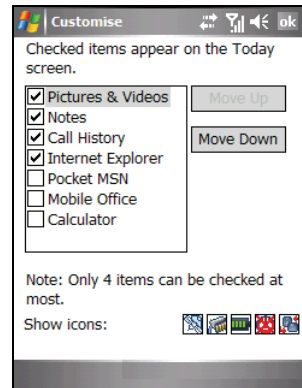 Customise ok
Checked items appear on the Today
screen.
Pictures & Videos
Move Up
Notes
Call History
Move Down
Internet Explorer
Pocket MSN
Mobile Office
Calculator
Note: Only 4 items can be checked at
most.
Show icons: